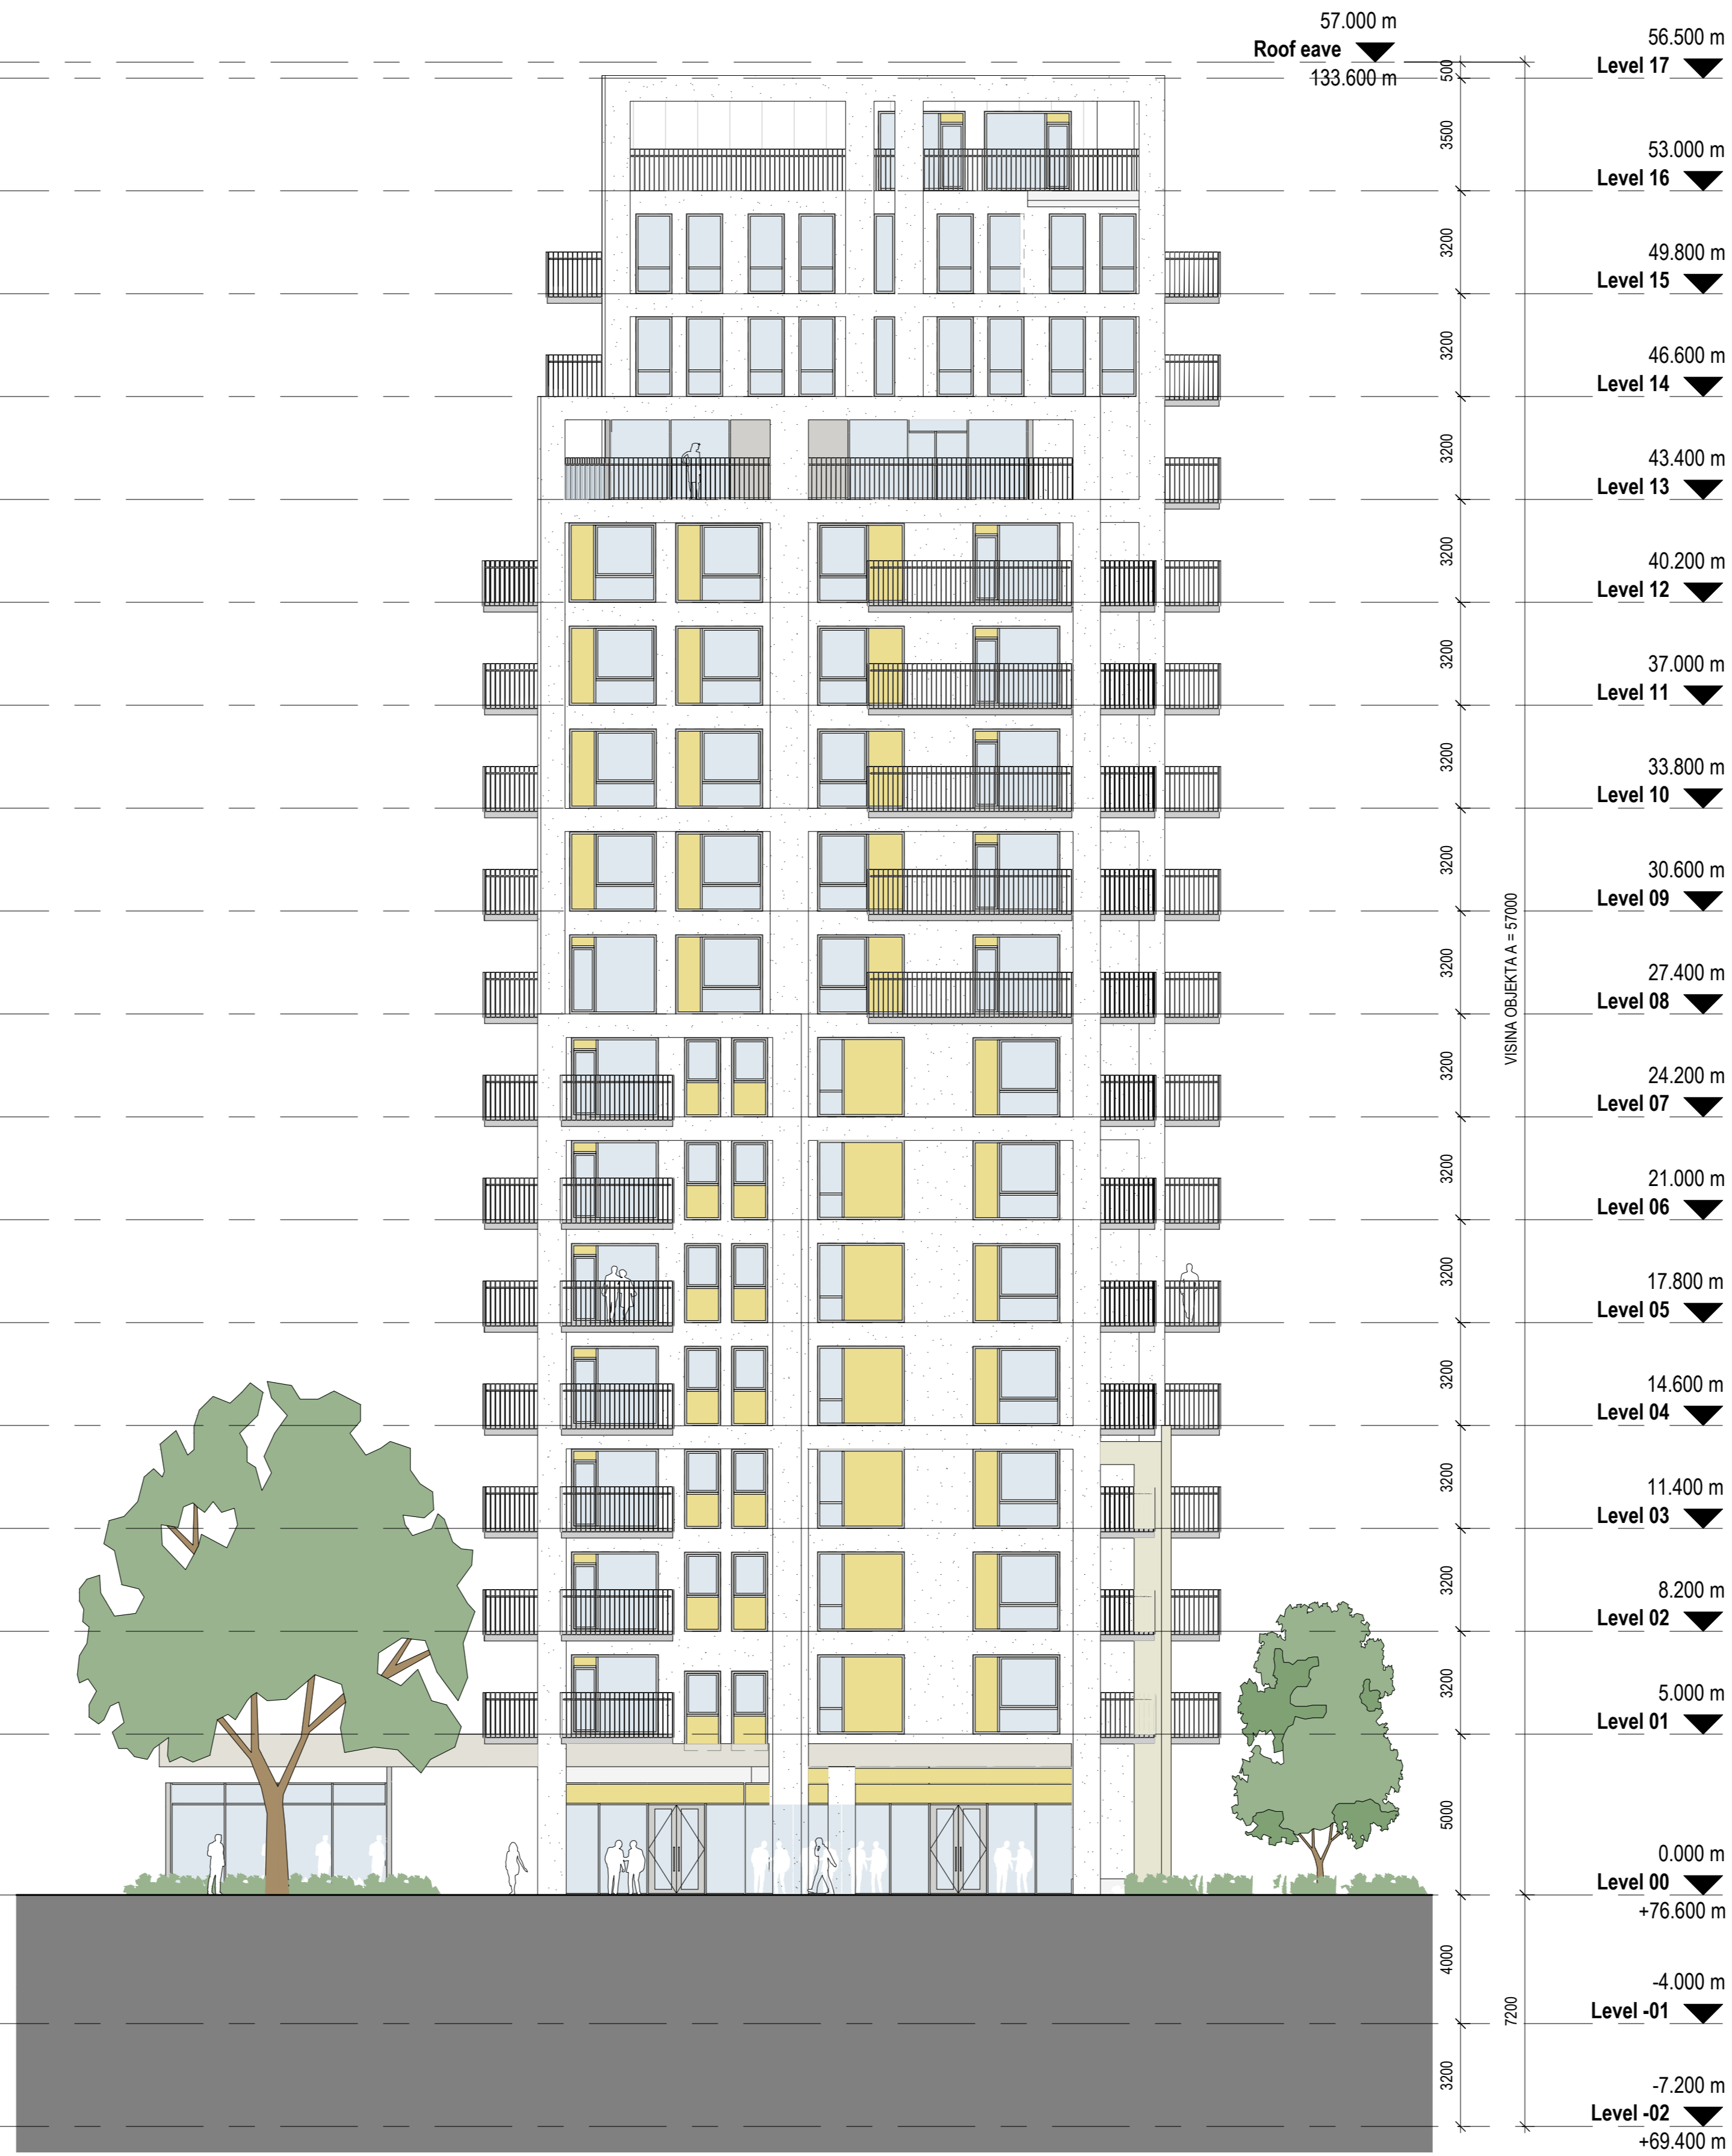 57.000 m
Roof eave
133.600 m
56.500 m
Level 17
500
3500
53.000 m
Level 16
3200
49.800 m
Level 15
3200
46.600 m
Level 14
3200
43.400 m
Level 13
3200
40.200 m
Level 12
3200
37.000 m
Level 11
3200
33.800 m
Level 10
3200
30.600 m
Level 09
VISINA OBJEKTA A = 57000
3200
27.400 m
Level 08
3200
24.200 m
Level 07
3200
21.000 m
Level 06
3200
17.800 m
Level 05
3200
14.600 m
Level 04
3200
11.400 m
Level 03
3200
8.200 m
Level 02
3200
5.000 m
Level 01
5000
0.000 m
Level 00
+76.600 m
4000
-4.000 m
Level -01
7200
3200
-7.200 m
Level -02
+69.400 m